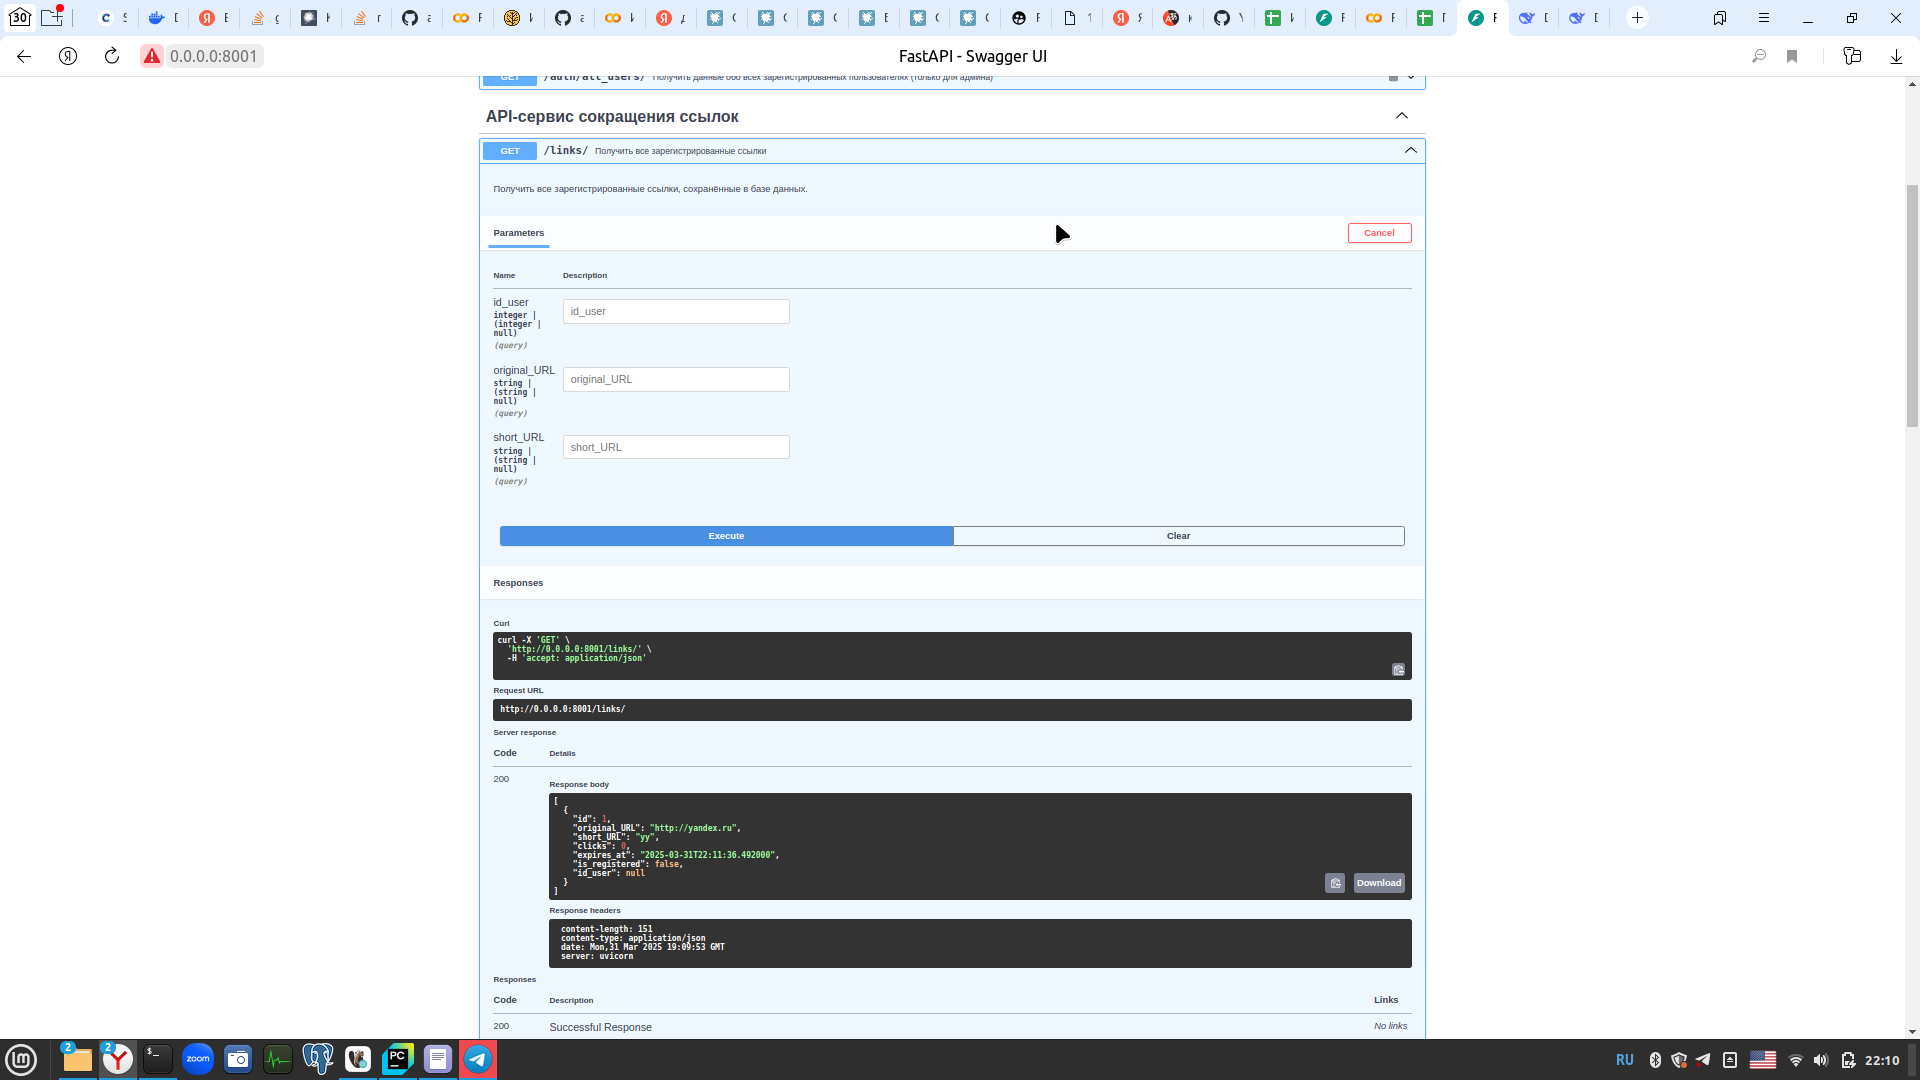 30
0.0.0.0:8001
FastAPI - Swagger UI
GET /auth/all_users/ Получить данные обо всех зарегистрированных пользователях (только для админа)
API-сервис сокращения ссылок
GET /links/ Получить все зарегистрированные ссылки
Получить все зарегистрированные ссылки, сохранённые в базе данных.
Parameters
Cancel
Name Description
id_user
integer |
(integer |
null)
(query)
id_user
original_URL
string |
(string |
null)
(query)
original_URL
short_URL
string |
(string |
null)
(query)
short_URL
Execute
Clear
Responses
Curl
curl -X 'GET' \
'http://0.0.0.0:8001/links/' \
-H 'accept: application/json'
Request URL
http://0.0.0.0:8001/links/
Server response
Code Details
200
Response body
[
{
"id": 1,
"original_URL": "http://yandex.ru",
"short_URL": "yy",
"clicks": 0,
"expires_at": "2025-03-31T22:11:36.492000",
"is_registered": false,
"id_user": null
}
]
Download
Response headers
content-length: 151
content-type: application/json
date: Mon,31 Mar 2025 19:09:53 GMT
server: uvicorn
Responses
Code Description Links
200 Successful Response No links
2
2
zoom
PC
RU
22:10